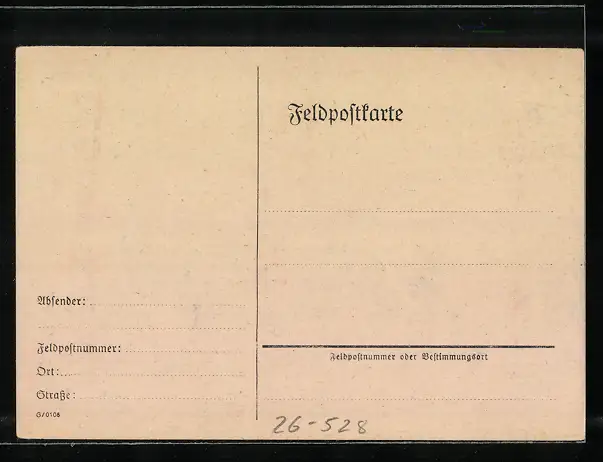 Feldpostkarte
Absender:
Feldpostnummer:
Ort:
Straße:
G/0106
Feldpostnummer oder Bestimmungsort
26-528